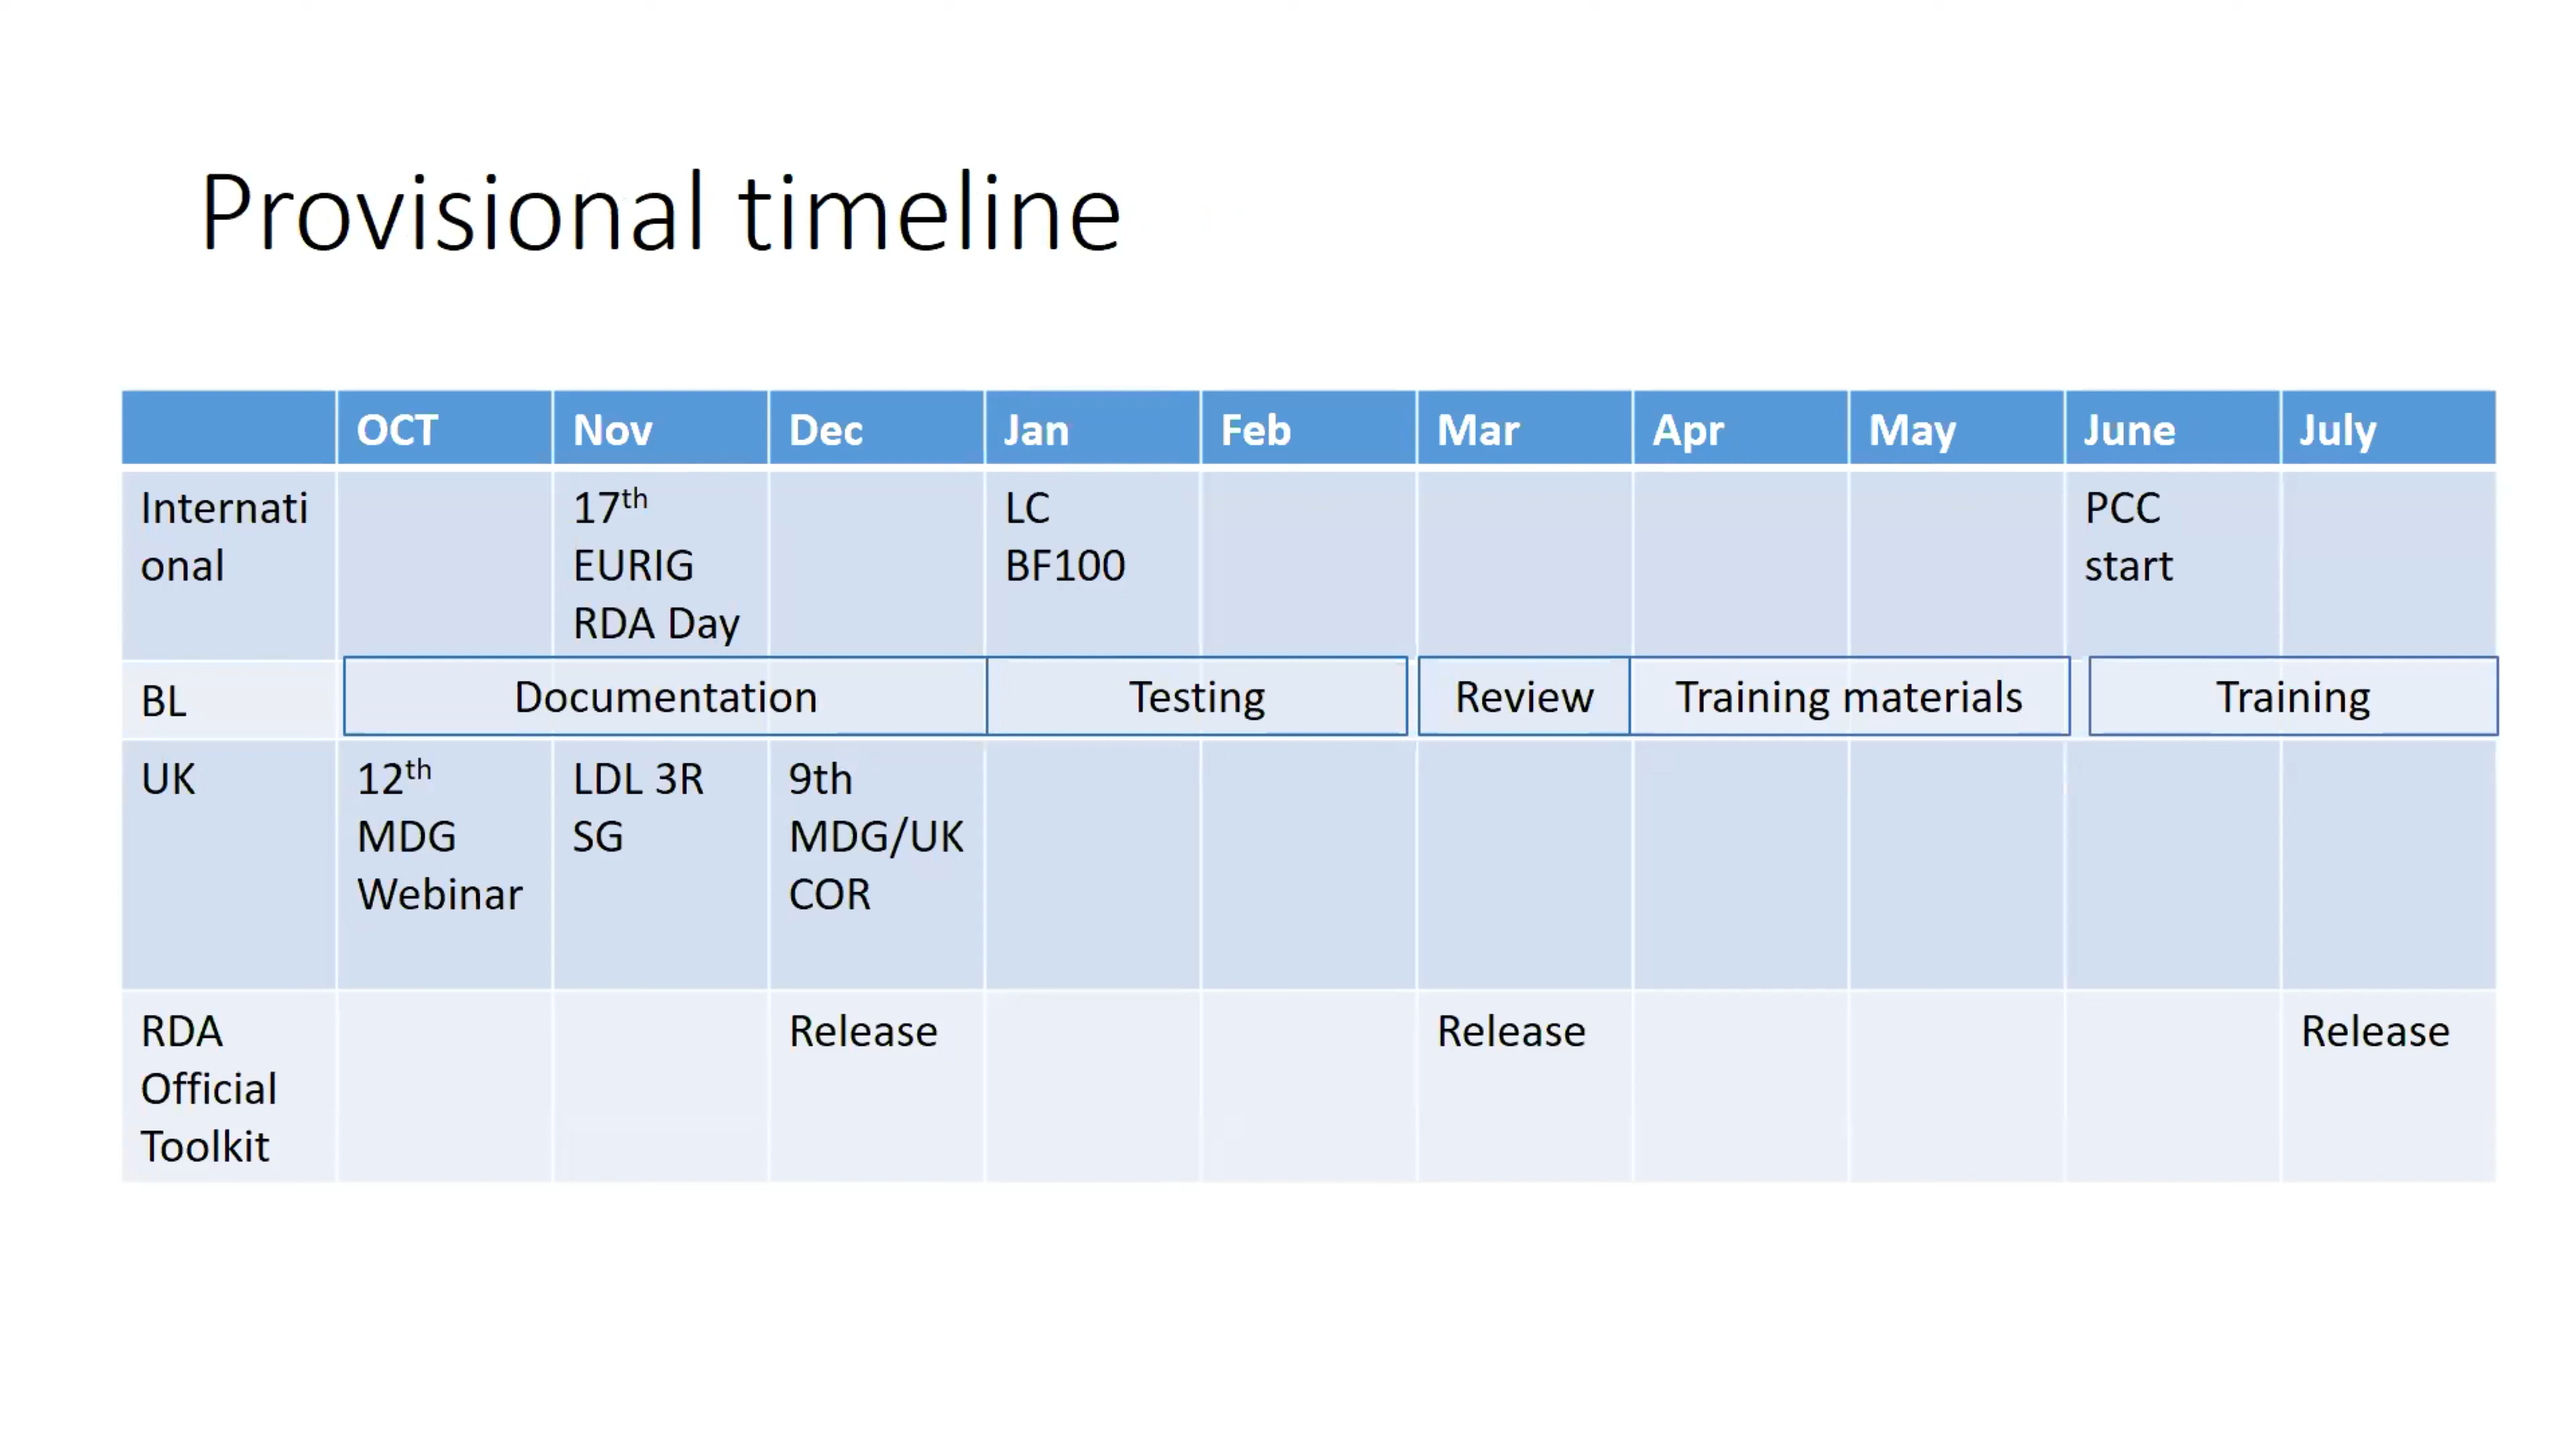 Provisional timeline
OCT Nov Dec Jan Feb Mar Apr May June July
Internati
onal
17th
EURIG
RDA Day
LC
BF100
PCC
start
BL Documentation Testing Review Training materials Training
UK
12th
MDG
Webinar
LDL 3R
SG
9th
MDG/UK
COR
RDA
Official
Toolkit
Release
Release
Release